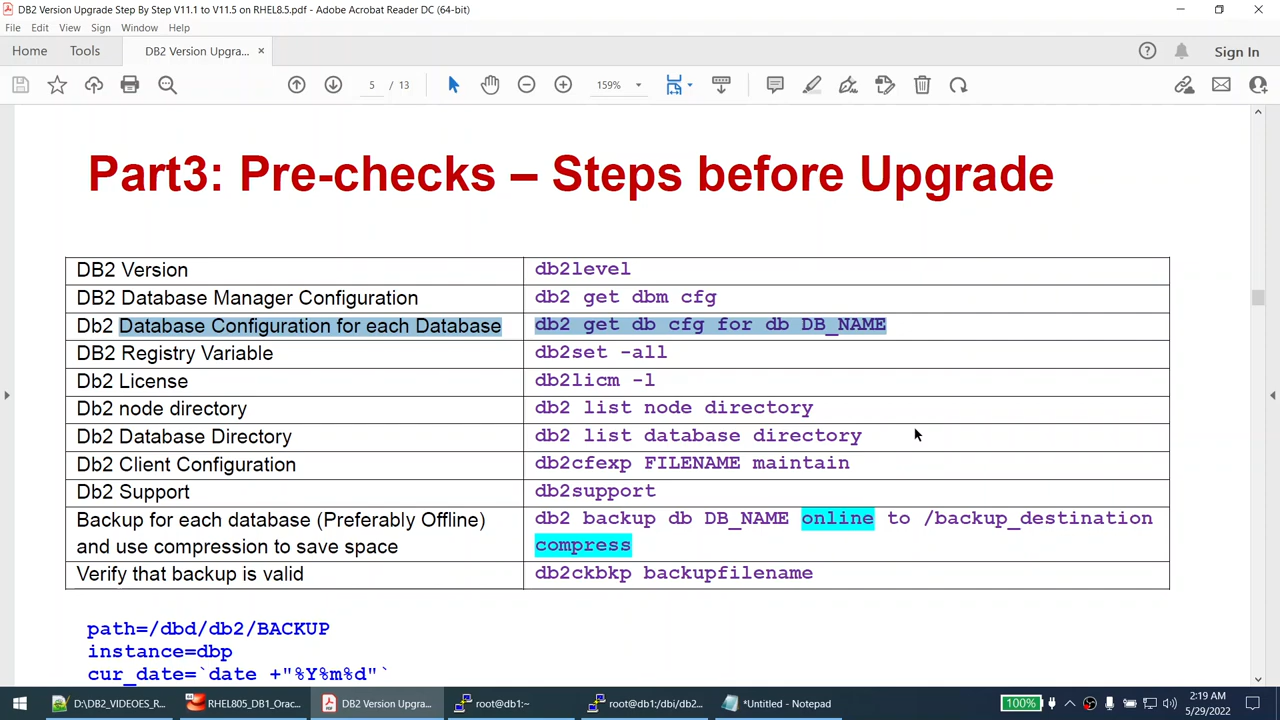 DB2 Version Upgrade Step By Step V11.1 to V11.5 on RHEL8.5.pdf - Adobe Acrobat Reader DC (64-bit)
File Edit View Sign Window Help
Home Tools DB2 Version Upgra... × Sign In
5 / 13 159%
Part3: Pre-checks – Steps before Upgrade
DB2 Version db2level
DB2 Database Manager Configuration db2 get dbm cfg
Db2 Database Configuration for each Database db2 get db cfg for db DB_NAME
DB2 Registry Variable db2set -all
Db2 License db2licm -l
Db2 node directory db2 list node directory
Db2 Database Directory db2 list database directory
Db2 Client Configuration db2cfexp FILENAME maintain
Db2 Support db2support
Backup for each database (Preferably Offline) db2 backup db DB_NAME online to /backup_destination
and use compression to save space compress
Verify that backup is valid db2ckbkp backupfilename
path=/dbd/db2/BACKUP
instance=dbp
cur_date=`date +"%Y%m%d"`
D:\DB2_VIDEOES_R... RHEL805_DB1_Orac... DB2 Version Upgra... root@db1:~ root@db1:/dbi/db2... *Untitled - Notepad 100% 2:19 AM
5/29/2022